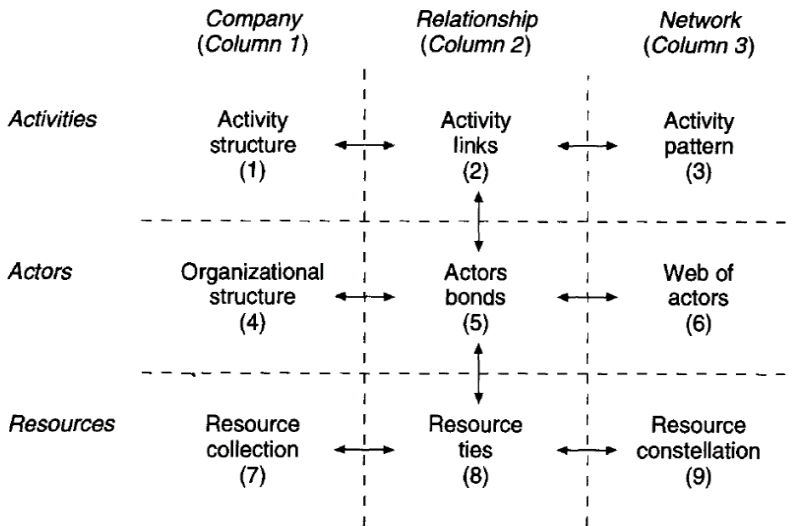 Company Relationship Network
(Column 1) (Column 2) (Column 3)
Activities Activity Activity Activity
structure links pattern
(1) (2) (3)
Actors Organizational Actors Web of
structure bonds actors
(4) (5) (6)
Resources Resource Resource Resource
collection ties constellation
(7) (8) (9)